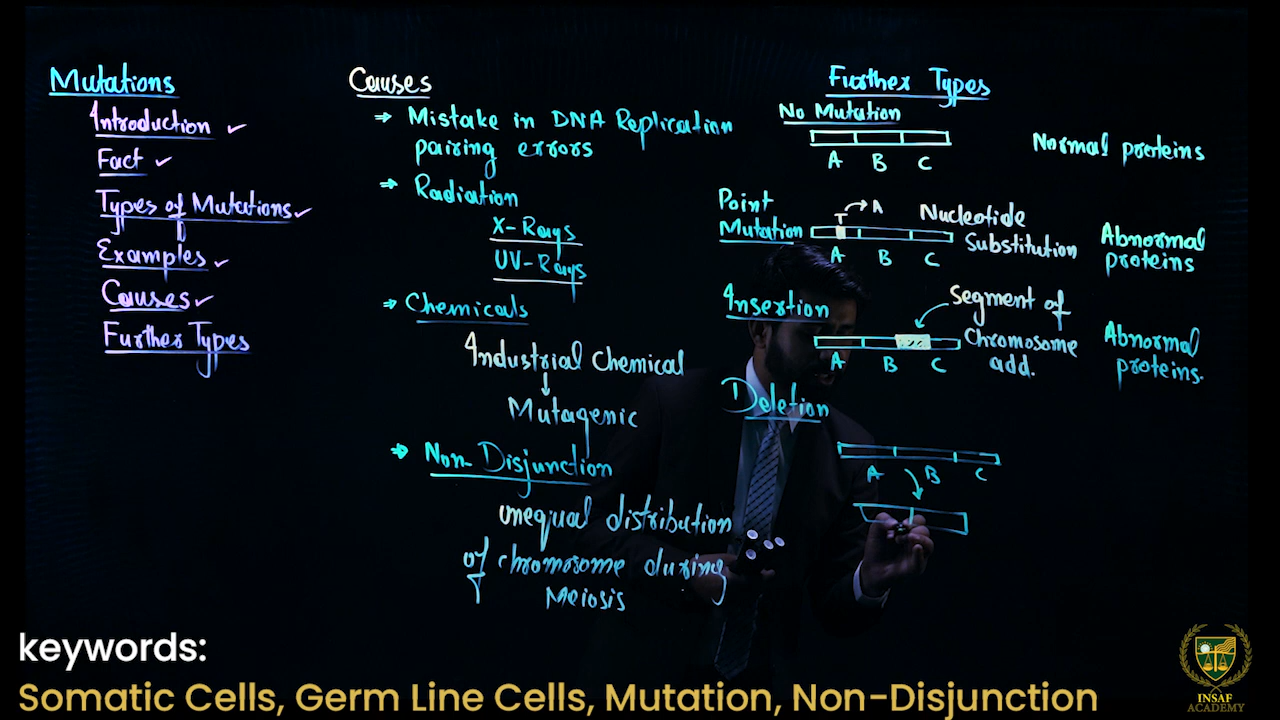 Mutations
Introduction
Fact
Types of Mutations
Examples
Causes
Further Types
Causes
Mistake in DNA Replication
pairing errors
Radiation
X-Rays
UV-Rays
Chemicals
Industrial Chemical
Mutagenic
Non-Disjunction
unequal distribution
of chromosome during
Meiosis
Further Types
No Mutation
A B C
Normal proteins
Point
Mutation
T A
Nucleotide
Substitution
A B C
Abnormal
proteins
Insertion
Segment of
Chromosome
add.
A B C
Abnormal
proteins.
Deletion
A B C
keywords:
Somatic Cells, Germ Line Cells, Mutation, Non-Disjunction
INSAF
ACADEMY